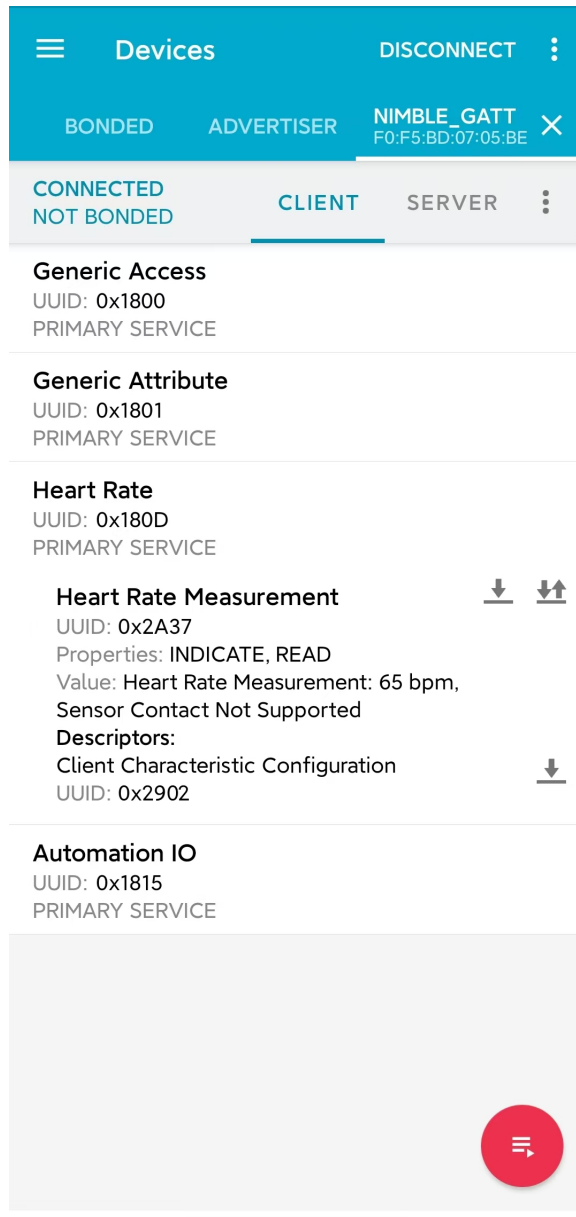 Devices
DISCONNECT
BONDED
ADVERTISER
NIMBLE_GATT
F0:F5:BD:07:05:BE
CONNECTED
NOT BONDED
CLIENT
SERVER
Generic Access
UUID: 0x1800
PRIMARY SERVICE
Generic Attribute
UUID: 0x1801
PRIMARY SERVICE
Heart Rate
UUID: 0x180D
PRIMARY SERVICE
Heart Rate Measurement
UUID: 0x2A37
Properties: INDICATE, READ
Value: Heart Rate Measurement: 65 bpm,
Sensor Contact Not Supported
Descriptors:
Client Characteristic Configuration
UUID: 0x2902
Automation IO
UUID: 0x1815
PRIMARY SERVICE